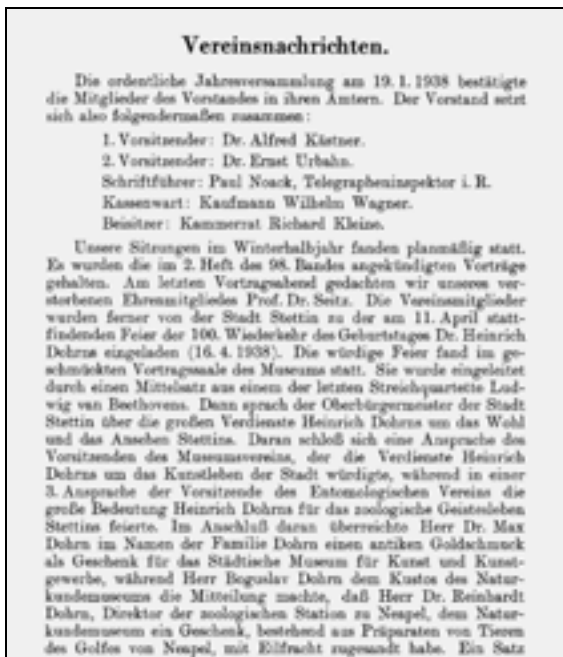 Vereinsnachrichten.
Die ordentliche Jahresversammlung am 19. 1. 1938 bestätigte
die Mitglieder des Vorstandes in ihren Ämtern. Der Vorstand setzt
sich also folgendermaßen zusammen:
1. Vorsitzender: Dr. Alfred Kästner.
2. Vorsitzender: Dr. Ernst Urbahn.
Schriftführer: Paul Noack, Telegrapheninspektor i. R.
Kassenwart: Kaufmann Wilhelm Wagner.
Beisitzer: Kammerrat Richard Kleine.
Unsere Sitzungen im Winterhalbjahr fanden planmäßig statt.
Es wurden die im 2. Heft des 98. Bandes angekündigten Vorträge
gehalten. Am letzten Vortragsabend gedachten wir unseres ver-
storbenen Ehrenmitgliedes Prof. Dr. Seitz. Die Vereinsmitglieder
wurden ferner von der Stadt Stettin zu der am 11. April statt-
findenden Feier der 100. Wiederkehr des Geburtstages Dr. Heinrich
Dohrns eingeladen (16. 4. 1938). Die würdige Feier fand im ge-
schmückten Vortragssaale des Museums statt. Sie wurde eingeleitet
durch einen Mittelsatz aus einem der letzten Streichquartette Lud-
wig van Beethovens. Dann sprach der Oberbürgermeister der Stadt
Stettin über die großen Verdienste Heinrich Dohrns um das Wohl
und das Ansehen Stettins. Daran schloß sich eine Ansprache des
Vorsitzenden des Museumsvereins, der die Verdienste Heinrich
Dohrns um das Kunstleben der Stadt würdigte, während in einer
3. Ansprache der Vorsitzende des Entomologischen Vereins die
große Bedeutung Heinrich Dohrns für das zoologische Geistesleben
Stettins feierte. Im Anschluß daran überreichte Herr Dr. Max
Dohrn im Namen der Familie Dohrn einen antiken Goldschmuck
als Geschenk für das Städtische Museum für Kunst und Kunst-
gewerbe, während Herr Boguslav Dohrn dem Kustos des Natur-
kundemuseums die Mitteilung machte, daß Herr Dr. Reinhardt
Dohrn, Direktor der zoologischen Station zu Neapel, dem Natur-
kundemuseum ein Geschenk, bestehend aus Präparaten von Tieren
des Golfes von Neapel, mit Eilfracht zugesandt habe. Ein Satz